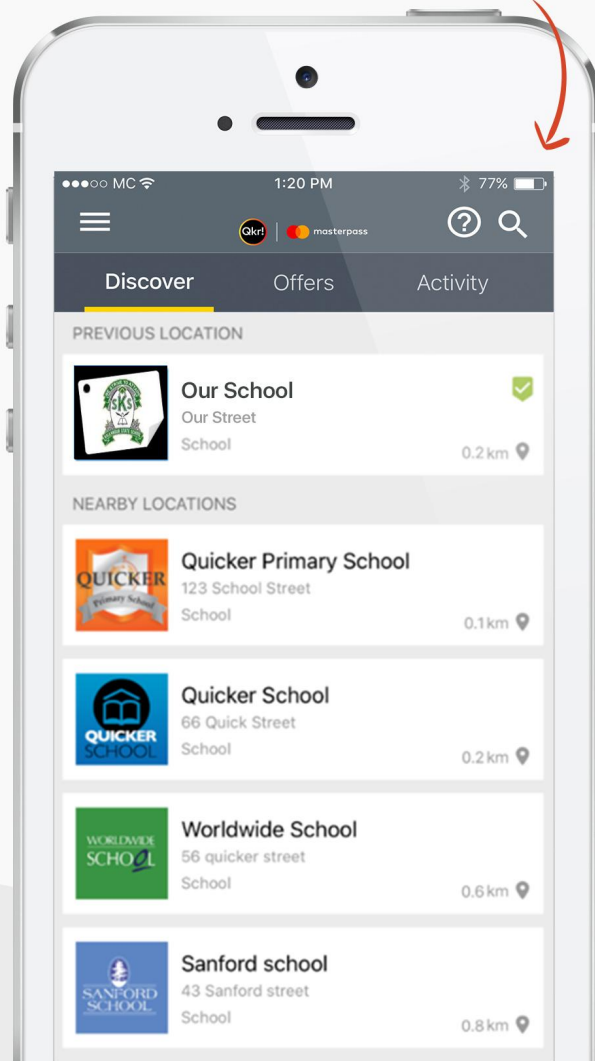 MC
1:20 PM
77%
Qkr!
masterpass
Discover
Offers
Activity
PREVIOUS LOCATION
SKS
Our School
Our Street
School
0.2 km
NEARBY LOCATIONS
QUICKER
Primary School
Quicker Primary School
123 School Street
School
0.1 km
QUICKER
SCHOOL
Quicker School
66 Quick Street
School
0.2 km
WORLDWIDE
SCHOOL
Worldwide School
56 quicker street
School
0.6 km
SANFORD
SCHOOL
Sanford school
43 Sanford street
School
0.8 km